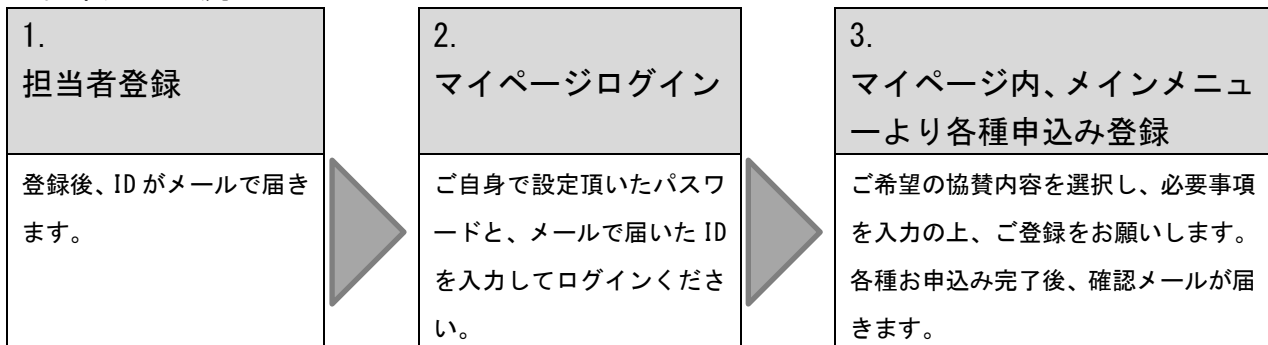 1.
担当者登録
登録後、ID がメールで届き
ます。
2.
マイページログイン
ご自身で設定頂いたパスワ
ードと、メールで届いた ID
を入力してログインくださ
い。
3.
マイページ内、メインメニュ
ーより各種申込み登録
ご希望の協賛内容を選択し、必要事項
を入力の上、ご登録をお願いします。
各種お申込み完了後、確認メールが届
きます。